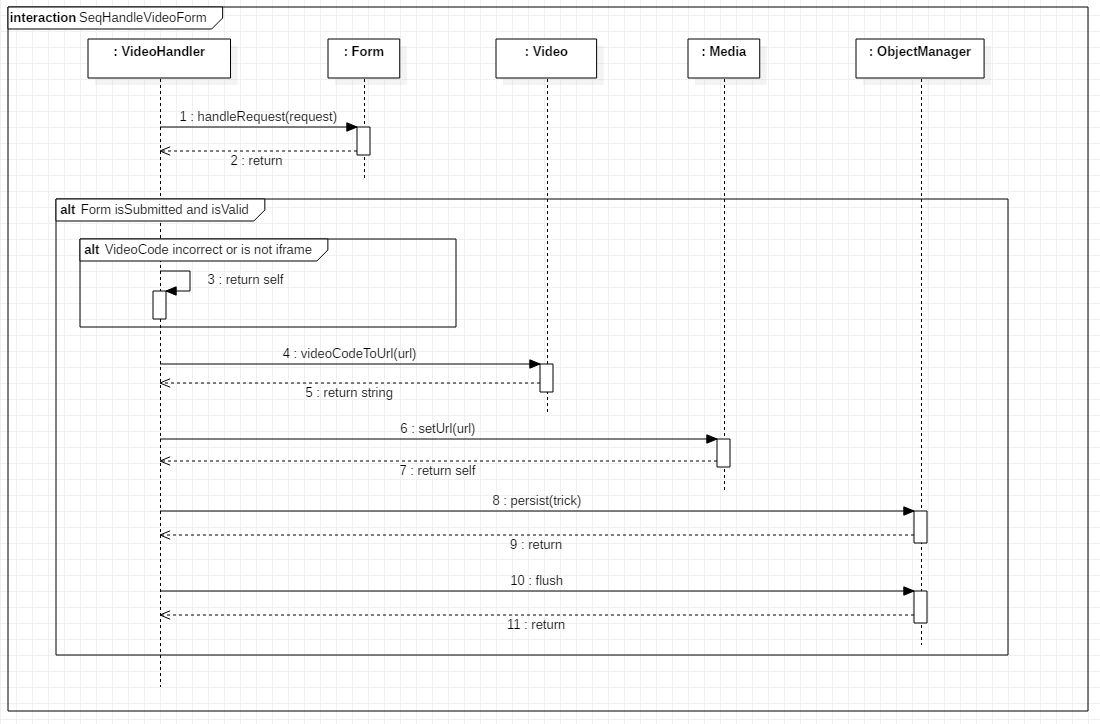 interaction SeqHandleVideoForm
: VideoHandler
: Form
: Video
: Media
: ObjectManager
1 : handleRequest(request)
2 : return
alt Form isSubmitted and isValid
alt VideoCode incorrect or is not iframe
3 : return self
4 : videoCodeToUrl(url)
5 : return string
6 : setUrl(url)
7 : return self
8 : persist(trick)
9 : return
10 : flush
11 : return